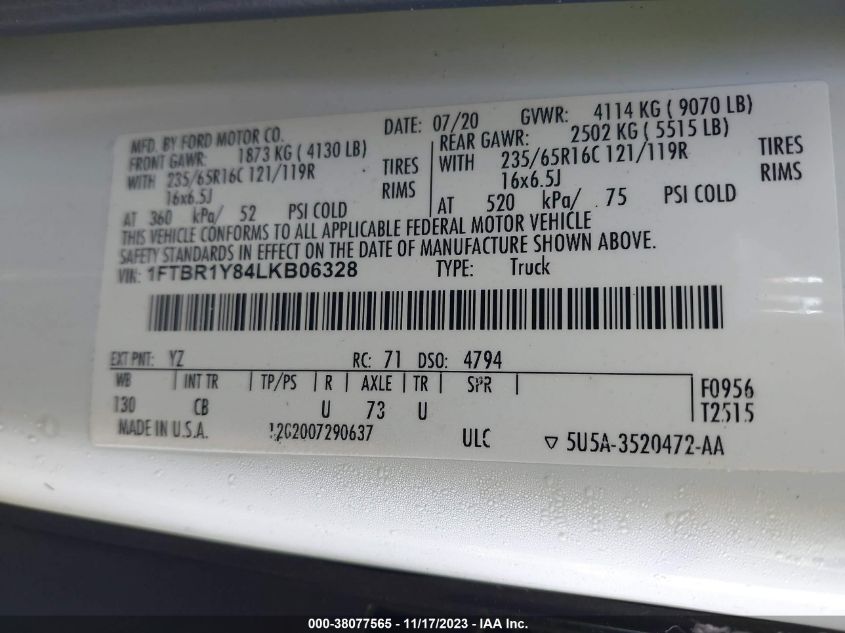 MFD. BY FORD MOTOR CO. DATE: 07/20 GVWR: 4114 KG ( 9070 LB)
FRONT GAWR: 1873 KG ( 4130 LB) REAR GAWR: 2502 KG ( 5515 LB)
WITH 235/65R16C 121/119R TIRES WITH 235/65R16C 121/119R TIRES
16x6.5J RIMS 16x6.5J RIMS
AT 360 kPa/ 52 PSI COLD AT 520 kPa/ 75 PSI COLD
THIS VEHICLE CONFORMS TO ALL APPLICABLE FEDERAL MOTOR VEHICLE
SAFETY STANDARDS IN EFFECT ON THE DATE OF MANUFACTURE SHOWN ABOVE.
VIN: 1FTBR1Y84LKB06328 TYPE: Truck
EXT PNT: YZ RC: 71 DSO: 4794
WB INT TR TP/PS R AXLE TR SPR F0956
130 CB U 73 U T2515
MADE IN U.S.A. ULC ▽ 5U5A-3520472-AA
000-38077565 - 11/17/2023 - IAA Inc.